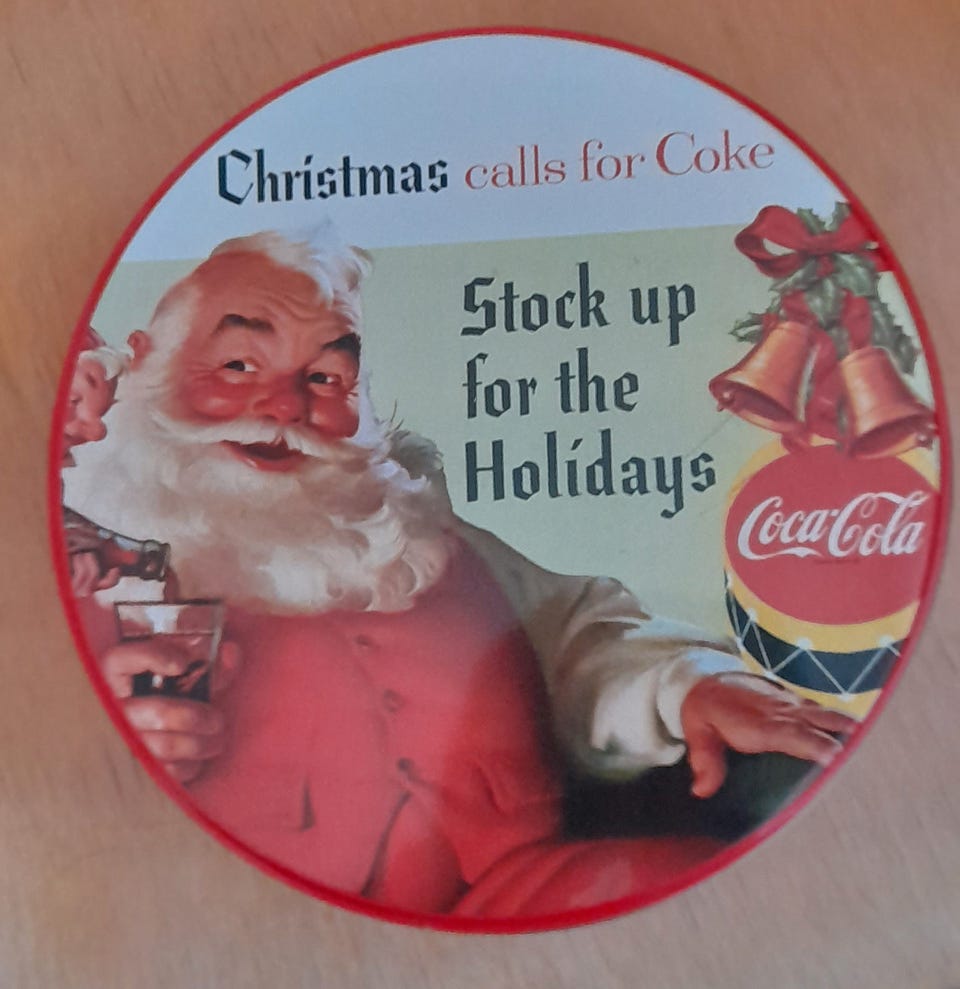 Christmas calls for Coke
Stock up
for the
Holidays
Coca-Cola